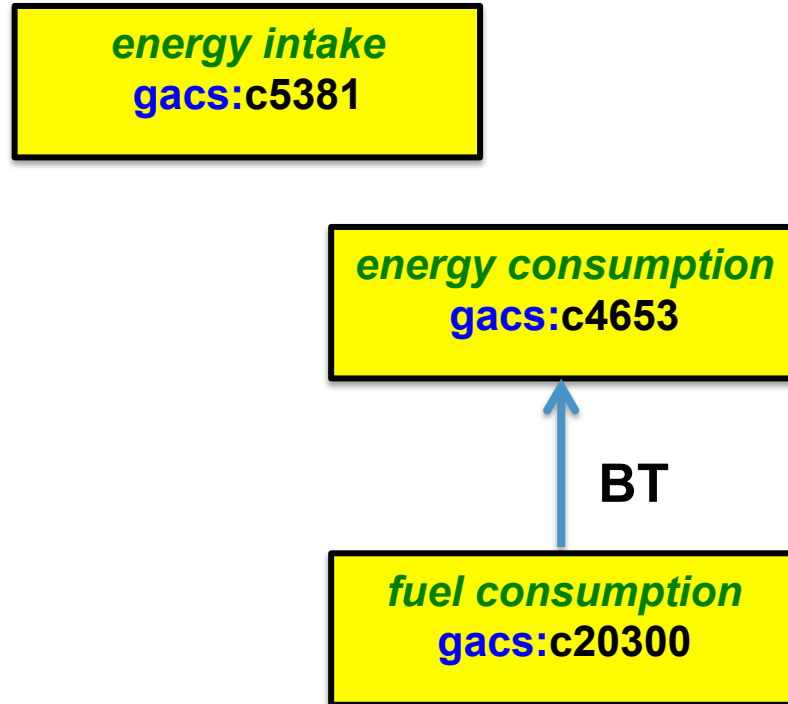 energy intake
gacs:c5381
energy consumption
gacs:c4653
BT
fuel consumption
gacs:c20300